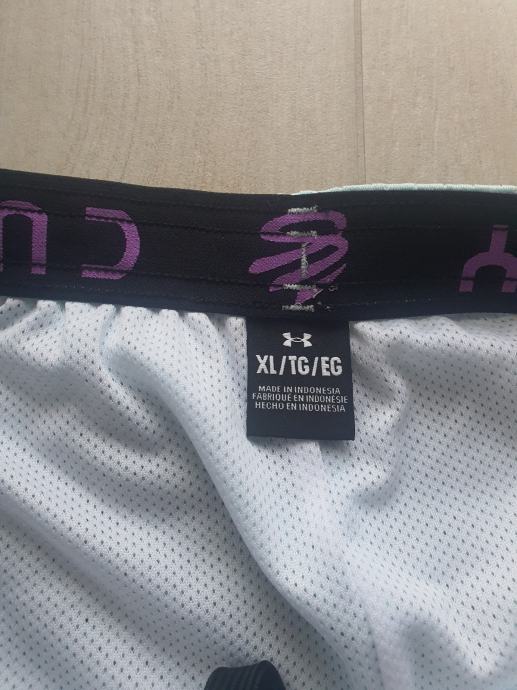 XL/TG/EG
MADE IN INDONESIA
FABRIQUÉ EN INDONÉSIE
HECHO EN INDONESIA